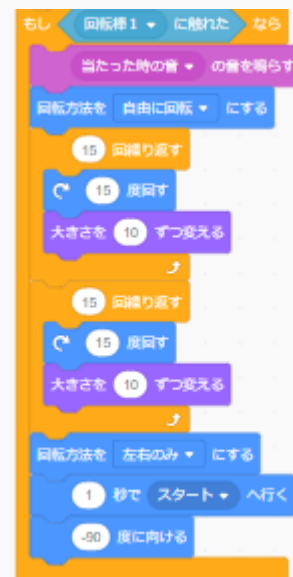 もし 回転棒1 に触れた なら
当たった時の音 の音を鳴らす
回転方法を 自由に回転 にする
15 回繰り返す
15 度回す
大きさを 10 ずつ変える
15 回繰り返す
15 度回す
大きさを 10 ずつ変える
回転方法を 左右のみ にする
1 秒で スタート へ行く
-90 度に向ける